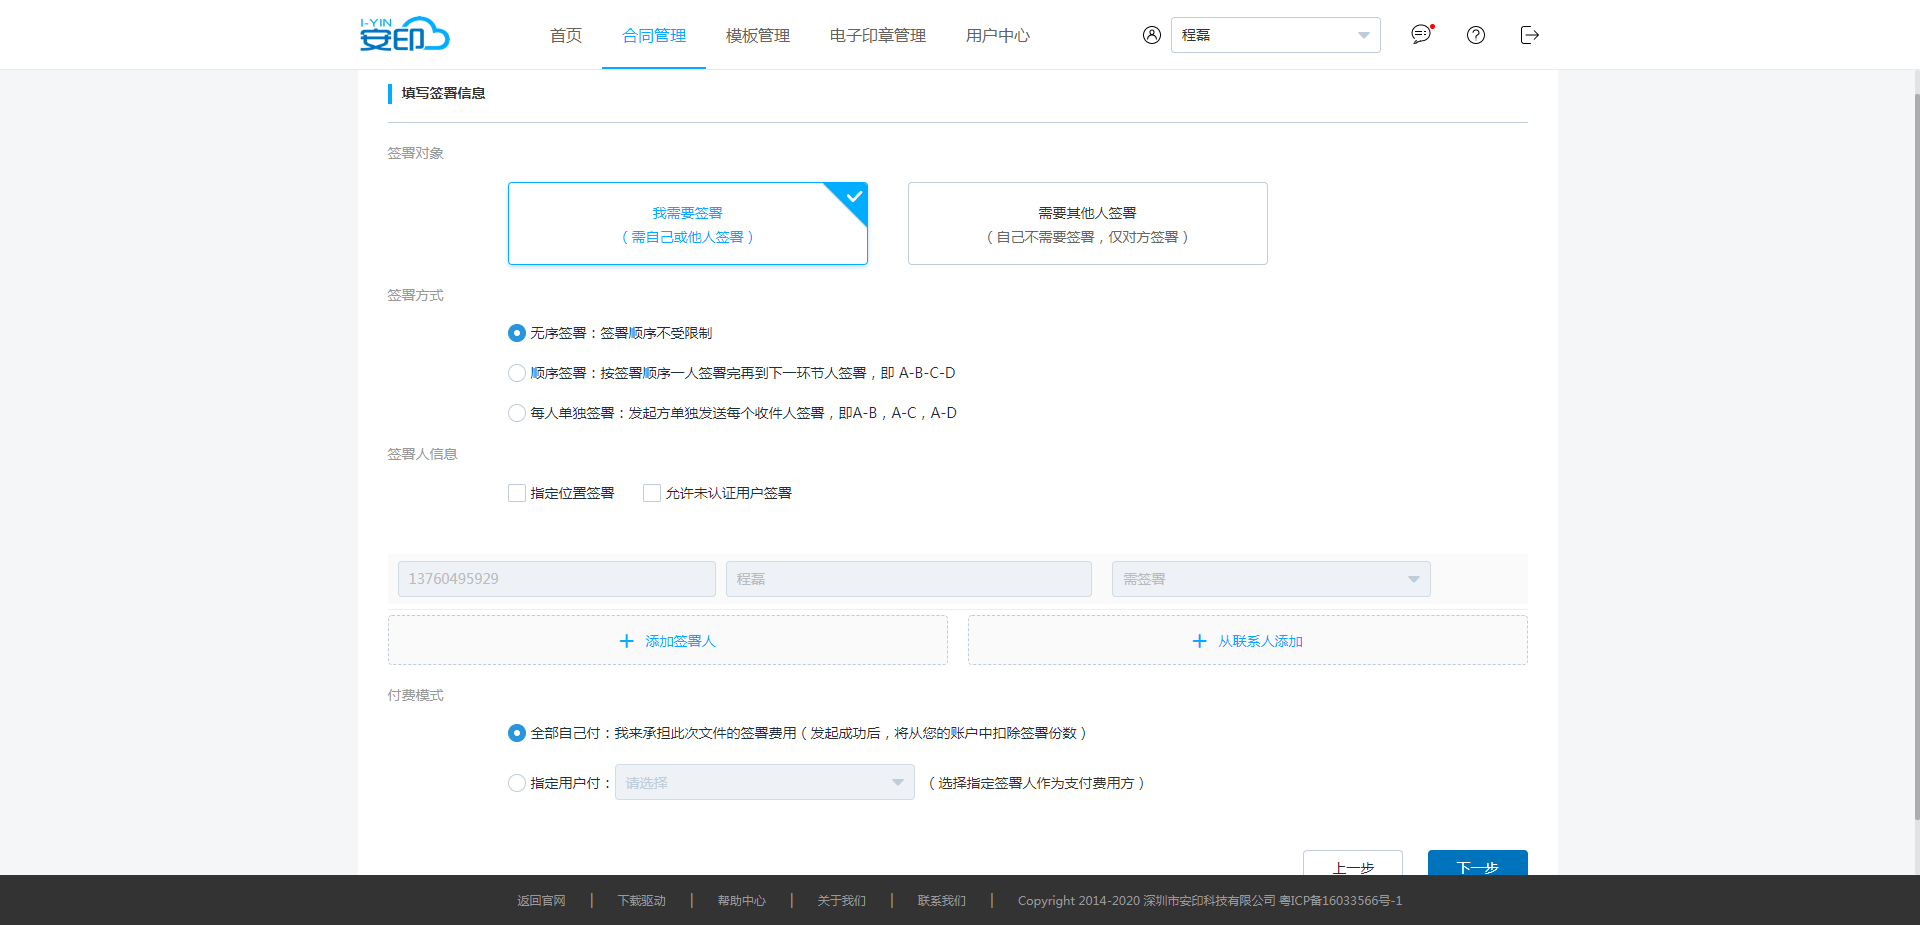 I-YIN
安印
首页 合同管理 模板管理 电子印章管理 用户中心 程磊
填写签署信息
签署对象
我需要签署
（需自己或他人签署）
需要其他人签署
（自己不需要签署，仅对方签署）
签署方式
无序签署：签署顺序不受限制
顺序签署：按签署顺序一人签署完再到下一环节人签署，即 A-B-C-D
每人单独签署：发起方单独发送每个收件人签署，即A-B，A-C，A-D
签署人信息
指定位置签署 允许未认证用户签署
13760495929 程磊 需签署
添加签署人 从联系人添加
付费模式
全部自己付：我来承担此次文件的签署费用（发起成功后，将从您的账户中扣除签署份数）
指定用户付： 请选择 （选择指定签署人作为支付费用方）
上一步 下一步
返回官网 | 下载驱动 | 帮助中心 | 关于我们 | 联系我们 | Copyright 2014-2020 深圳市安印科技有限公司 粤ICP备16033566号-1